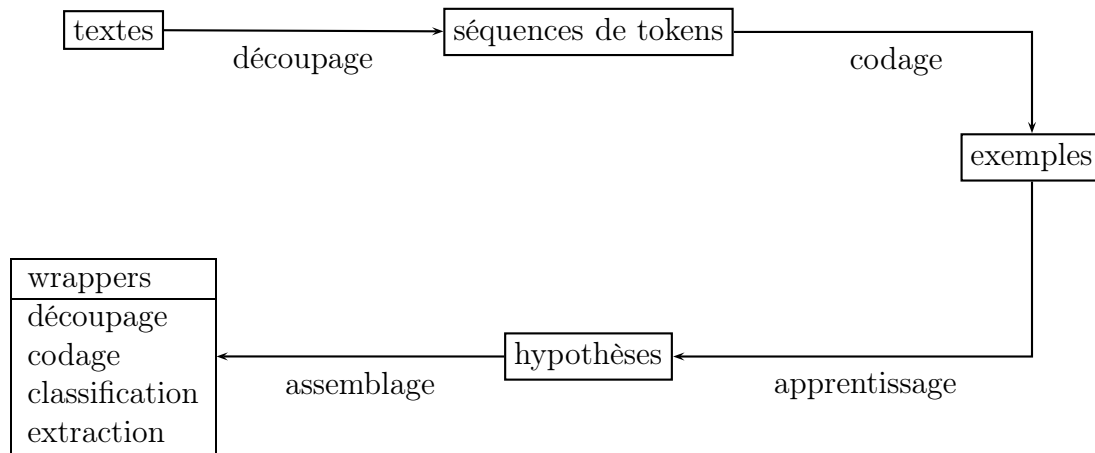 textes
séquences de tokens
découpage
codage
exemples
wrappers
découpage
codage
classification
extraction
hypothèses
assemblage
apprentissage